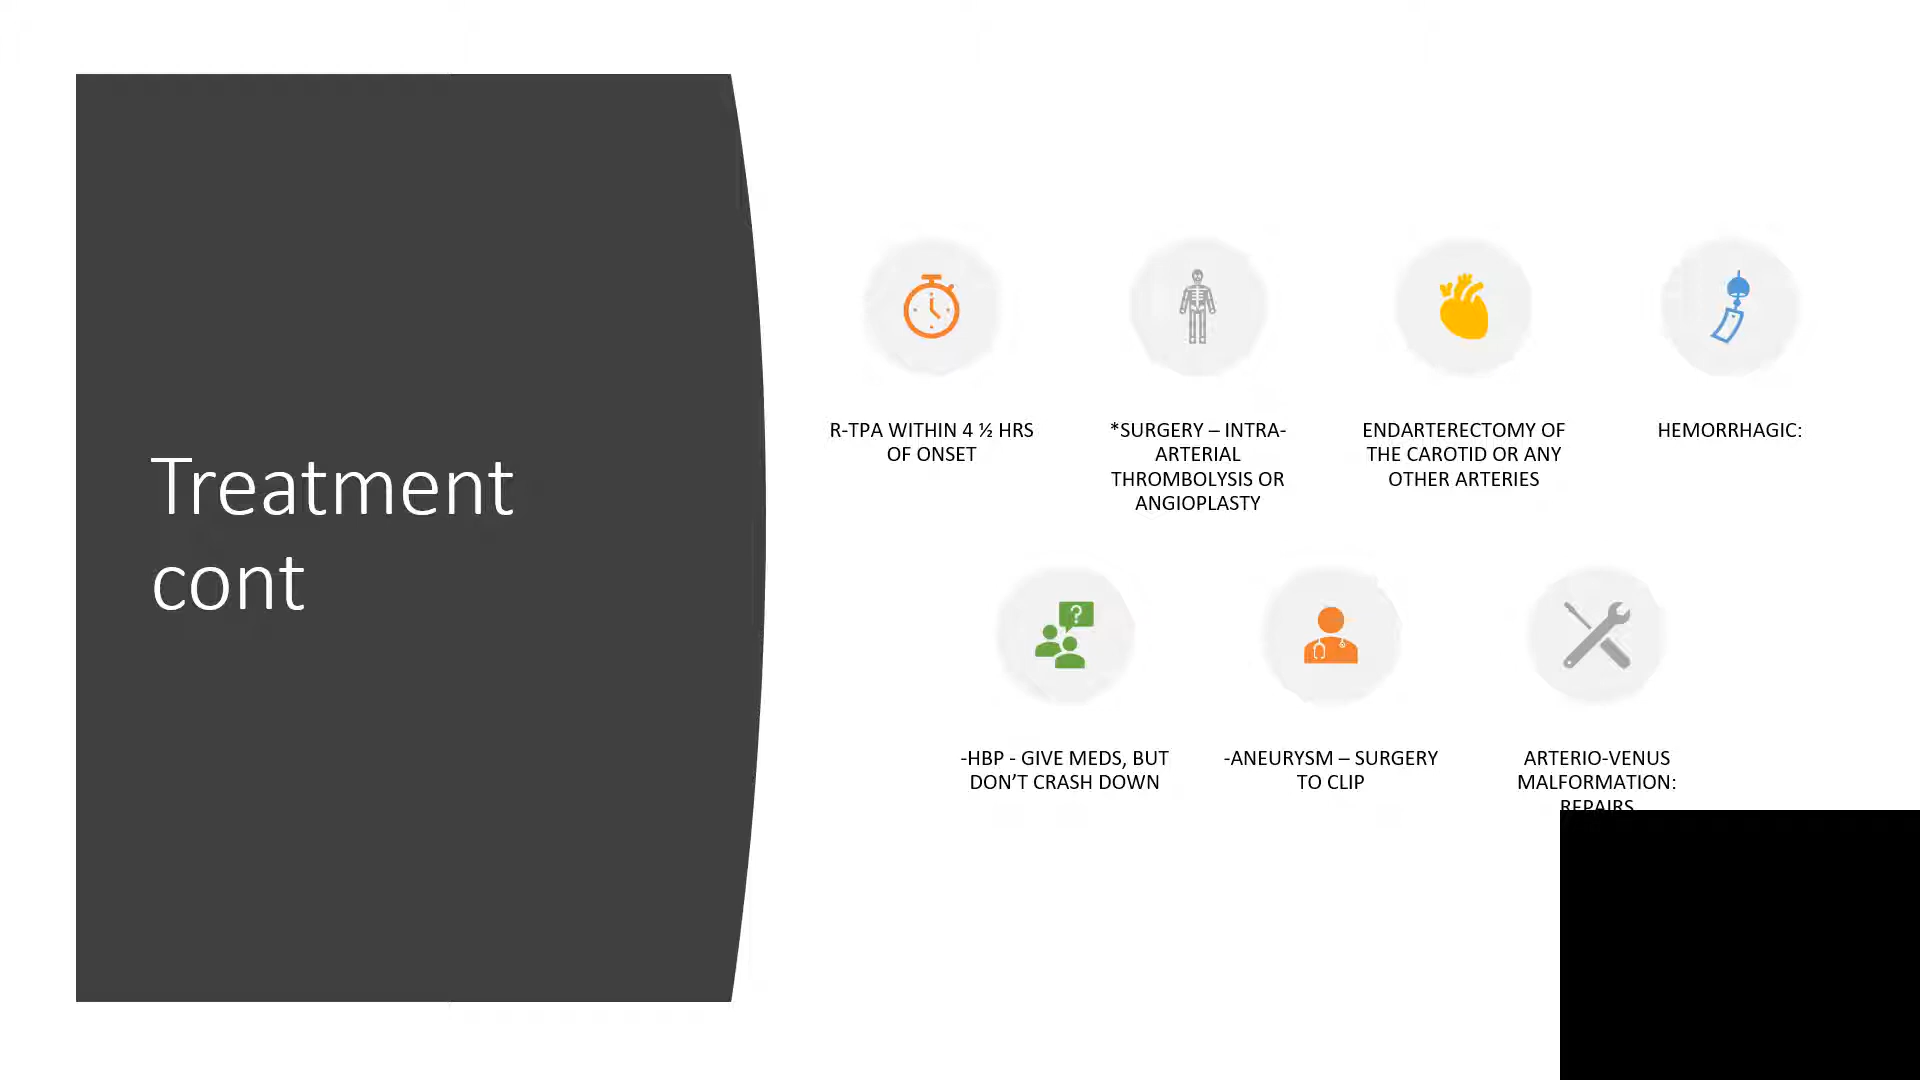 Treatment
cont
R-TPA WITHIN 4 ½ HRS
OF ONSET
*SURGERY – INTRA-
ARTERIAL
THROMBOLYSIS OR
ANGIOPLASTY
ENDARTERECTOMY OF
THE CAROTID OR ANY
OTHER ARTERIES
HEMORRHAGIC:
-HBP - GIVE MEDS, BUT
DON’T CRASH DOWN
-ANEURYSM – SURGERY
TO CLIP
ARTERIO-VENUS
MALFORMATION:
REPAIRS